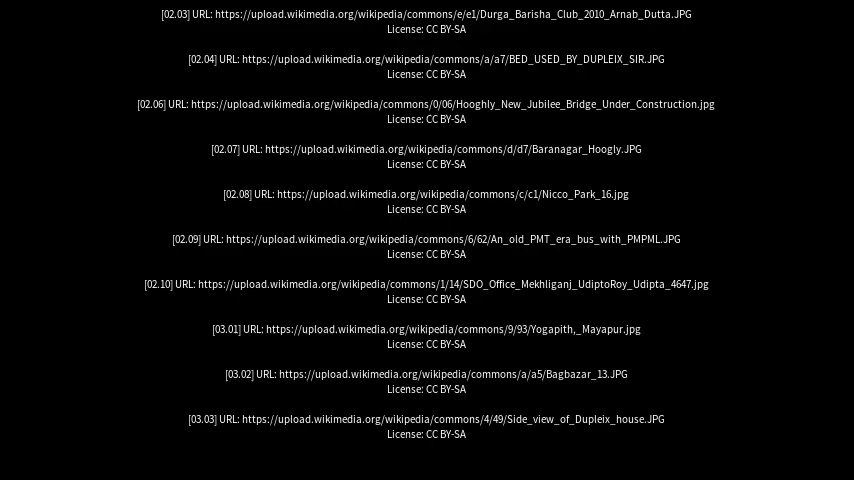 [02.03] URL: https://upload.wikimedia.org/wikipedia/commons/e/e1/Durga_Barisha_Club_2010_Arnab_Dutta.JPG
License: CC BY-SA
[02.04] URL: https://upload.wikimedia.org/wikipedia/commons/a/a7/BED_USED_BY_DUPLEIX_SIR.JPG
License: CC BY-SA
[02.06] URL: https://upload.wikimedia.org/wikipedia/commons/0/06/Hooghly_New_Jubilee_Bridge_Under_Construction.jpg
License: CC BY-SA
[02.07] URL: https://upload.wikimedia.org/wikipedia/commons/d/d7/Baranagar_Hoogly.JPG
License: CC BY-SA
[02.08] URL: https://upload.wikimedia.org/wikipedia/commons/c/c1/Nicco_Park_16.jpg
License: CC BY-SA
[02.09] URL: https://upload.wikimedia.org/wikipedia/commons/6/62/An_old_PMT_era_bus_with_PMPML.JPG
License: CC BY-SA
[02.10] URL: https://upload.wikimedia.org/wikipedia/commons/1/14/SDO_Office_Mekhliganj_UdiptoRoy_Udipta_4647.jpg
License: CC BY-SA
[03.01] URL: https://upload.wikimedia.org/wikipedia/commons/9/93/Yogapith,_Mayapur.jpg
License: CC BY-SA
[03.02] URL: https://upload.wikimedia.org/wikipedia/commons/a/a5/Bagbazar_13.JPG
License: CC BY-SA
[03.03] URL: https://upload.wikimedia.org/wikipedia/commons/4/49/Side_view_of_Dupleix_house.JPG
License: CC BY-SA